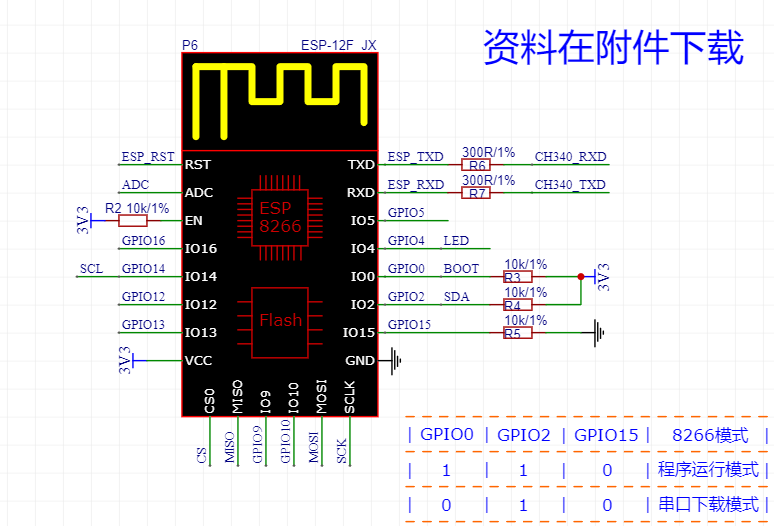 资料在附件下载
P6 ESP-12F JX
ESP_RST RST TXD ESP_TXD 300R/1% R6 CH340_RXD
ADC ADC RXD ESP_RXD 300R/1% R7 CH340_TXD
3V3 R2 10k/1% EN IO5 GPIO5
GPIO16 IO16 IO4 GPIO4 LED
SCL GPIO14 IO14 IO0 GPIO0 BOOT 10k/1% R3 3V3
GPIO12 IO12 IO2 GPIO2 SDA 10k/1% R4
GPIO13 IO13 IO15 GPIO15 10k/1% R5
3V3 VCC GND
ESP
8266
Flash
CS0 MISO IO9 IO10 MOSI SCLK
CS MISO GPIO9 GPIO10 MOSI SCK
| GPIO0 | GPIO2 | GPIO15 | 8266模式 |
| 1 | 1 | 0 | 程序运行模式 |
| 0 | 1 | 0 | 串口下载模式 |